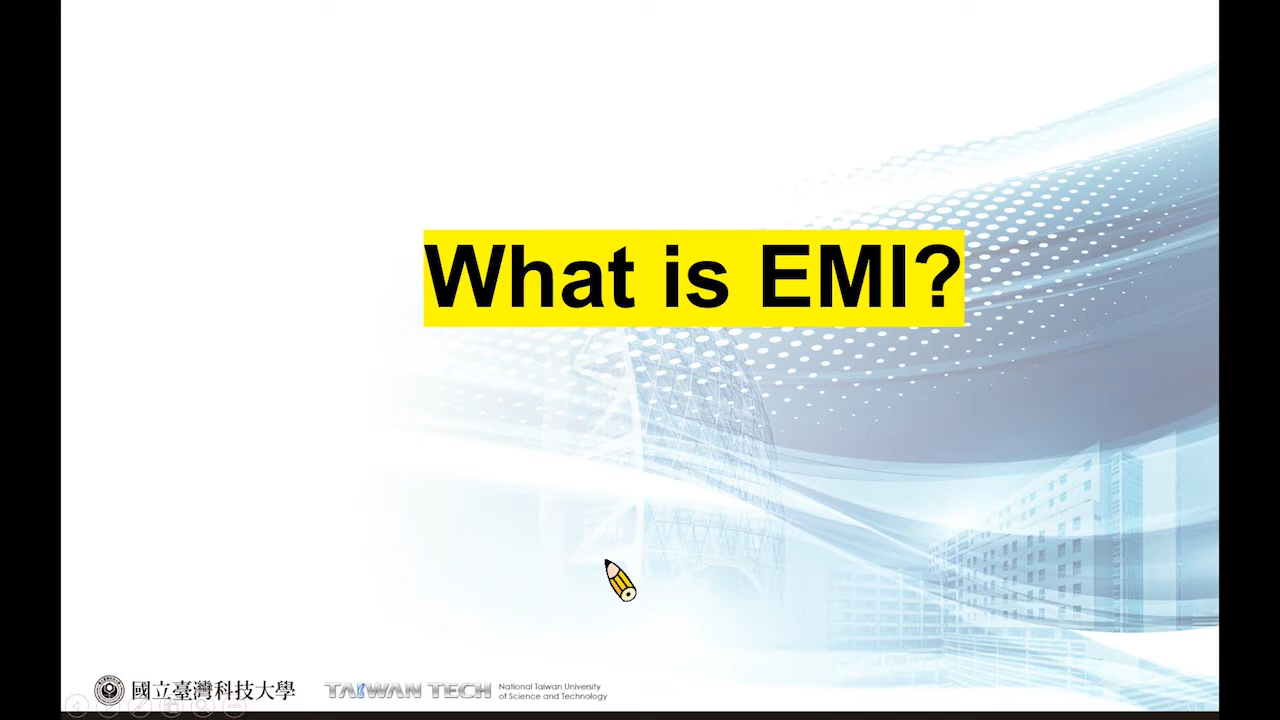 What is EMI?
國立臺灣科技大學
TAIWAN TECH
National Taiwan University
of Science and Technology